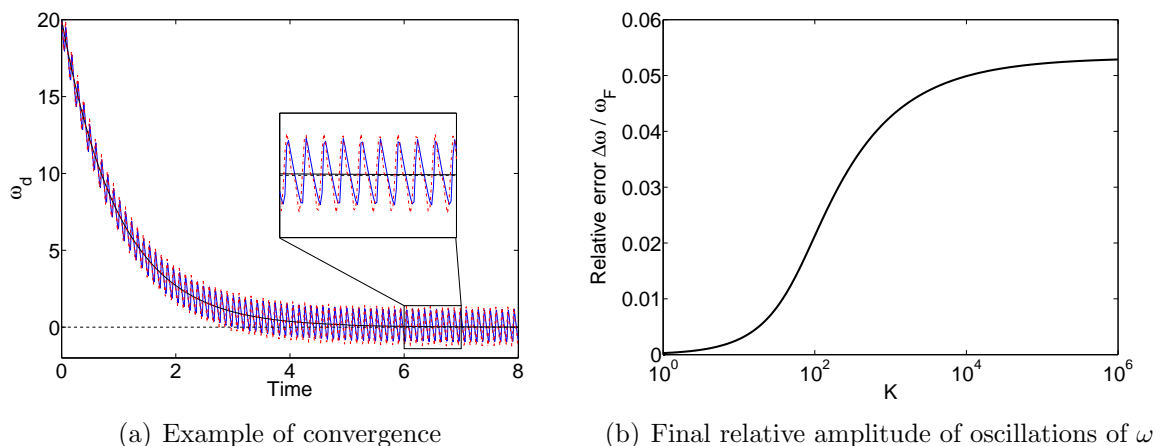 20
15
10
5
0
ω_d
0 2 4 6 8
Time
(a) Example of convergence
0.06
0.05
0.04
0.03
0.02
0.01
0
Relative error Δω / ω_F
10^0 10^2 10^4 10^6
K
(b) Final relative amplitude of oscillations of ω